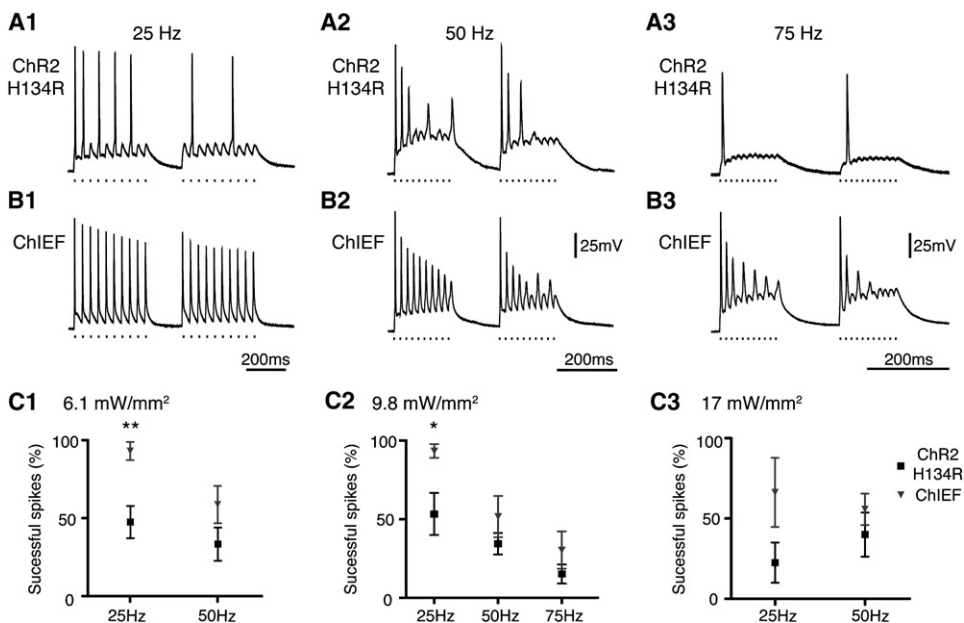 A1
25 Hz
ChR2
H134R
A2
50 Hz
A3
75 Hz
ChR2
H134R
ChR2
H134R
B1
ChIEF
B2
ChIEF
25mV
B3
ChIEF
25mV
200ms
200ms
200ms
C1 6.1 mW/mm²
**
Sucessful spikes (%)
100
50
0
25Hz
50Hz
C2 9.8 mW/mm²
*
Sucessful spikes (%)
100
50
0
25Hz
50Hz
75Hz
C3 17 mW/mm²
Sucessful spikes (%)
100
50
0
25Hz
50Hz
ChR2
H134R
ChIEF